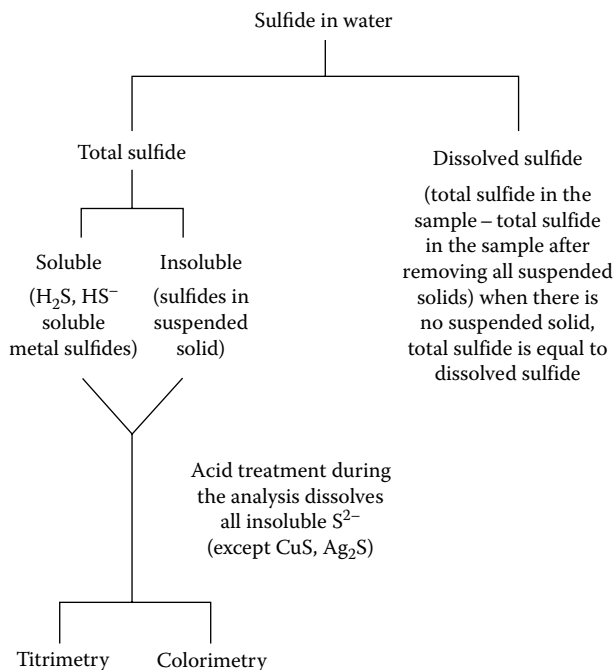 Sulfide in water
Total sulfide
Soluble
(H₂S, HS⁻
soluble
metal sulfides)
Insoluble
(sulfides in
suspended
solid)
Dissolved sulfide
(total sulfide in the
sample – total sulfide
in the sample after
removing all suspended
solids) when there is
no suspended solid,
total sulfide is equal to
dissolved sulfide
Acid treatment during
the analysis dissolves
all insoluble S²⁻
(except CuS, Ag₂S)
Titrimetry
Colorimetry